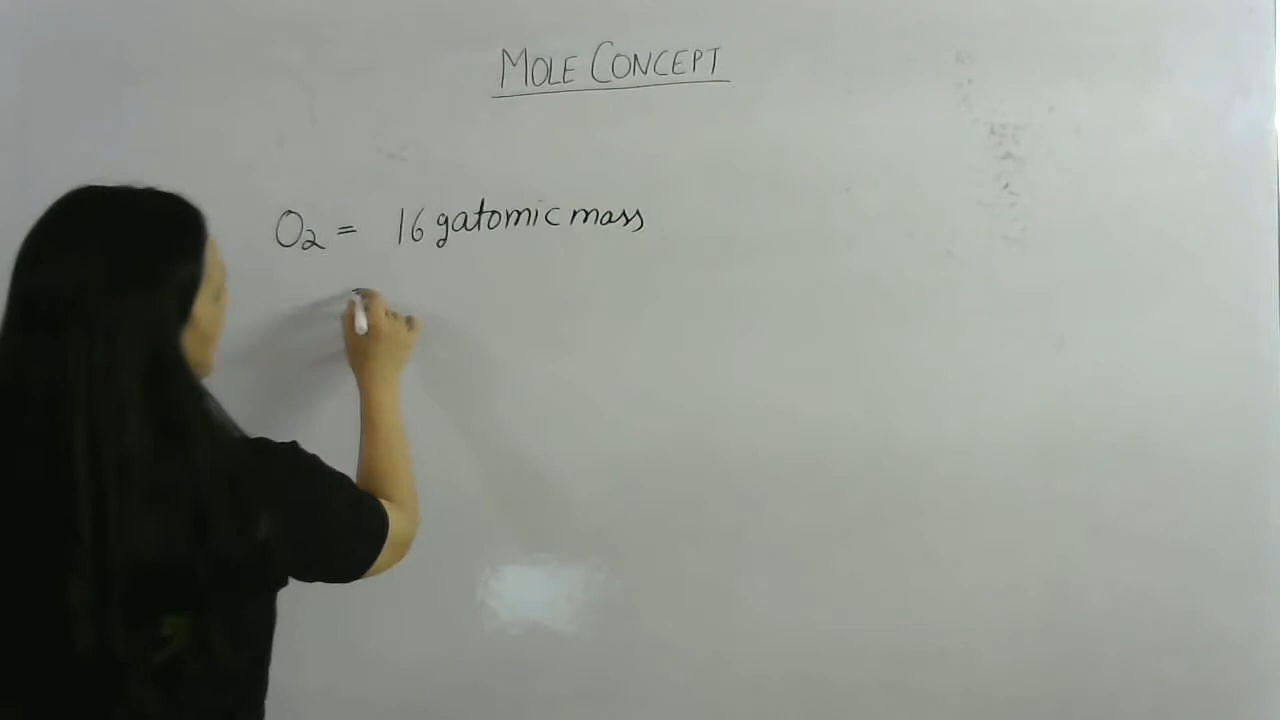 MOLE CONCEPT
O₂ = 16 gatomic mass